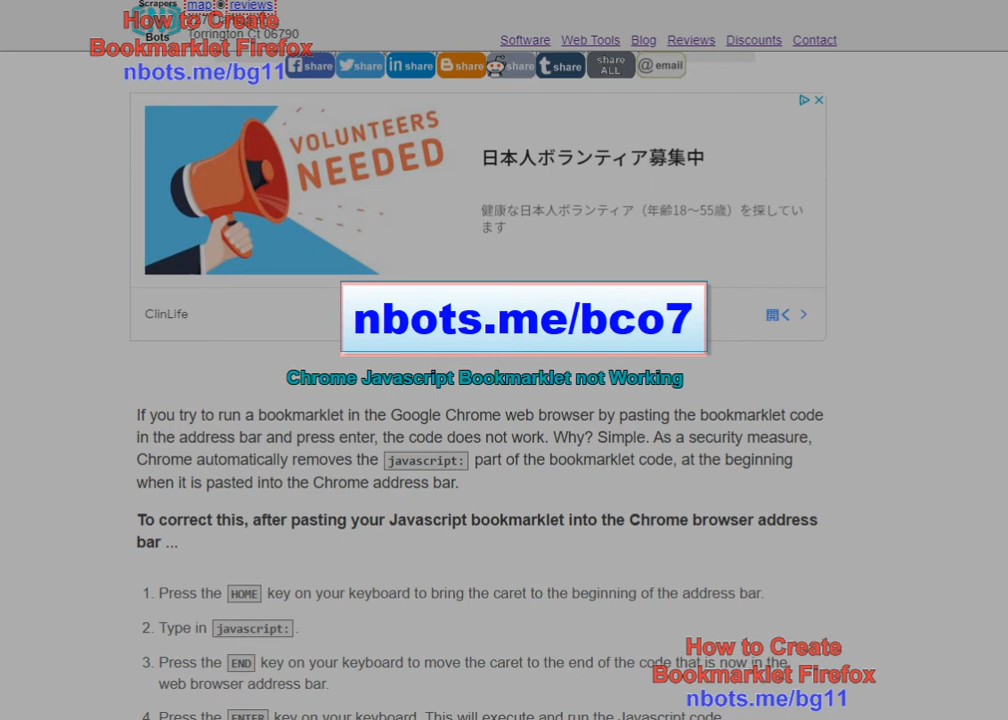 Scrapers
map reviews
How to Create
Bookmarklet Firefox
nbots.me/bg11
Bots
Torrington Ct 06790
Software Web Tools Blog Reviews Discounts Contact
share share share share share share share ALL email
VOLUNTEERS
NEEDED
日本人ボランティア募集中
健康な日本人ボランティア（年齢18～55歳）を探してい
ます
ClinLife
開く
nbots.me/bco7
Chrome Javascript Bookmarklet not Working
If you try to run a bookmarklet in the Google Chrome web browser by pasting the bookmarklet code
in the address bar and press enter, the code does not work. Why? Simple. As a security measure,
Chrome automatically removes the javascript: part of the bookmarklet code, at the beginning
when it is pasted into the Chrome address bar.
To correct this, after pasting your Javascript bookmarklet into the Chrome browser address
bar ...
1. Press the HOME key on your keyboard to bring the caret to the beginning of the address bar.
2. Type in javascript: .
3. Press the END key on your keyboard to move the caret to the end of the code that is now in the
web browser address bar.
4. Press the ENTER key on your keyboard. This will execute and run the Javascript code.
How to Create
Bookmarklet Firefox
nbots.me/bg11